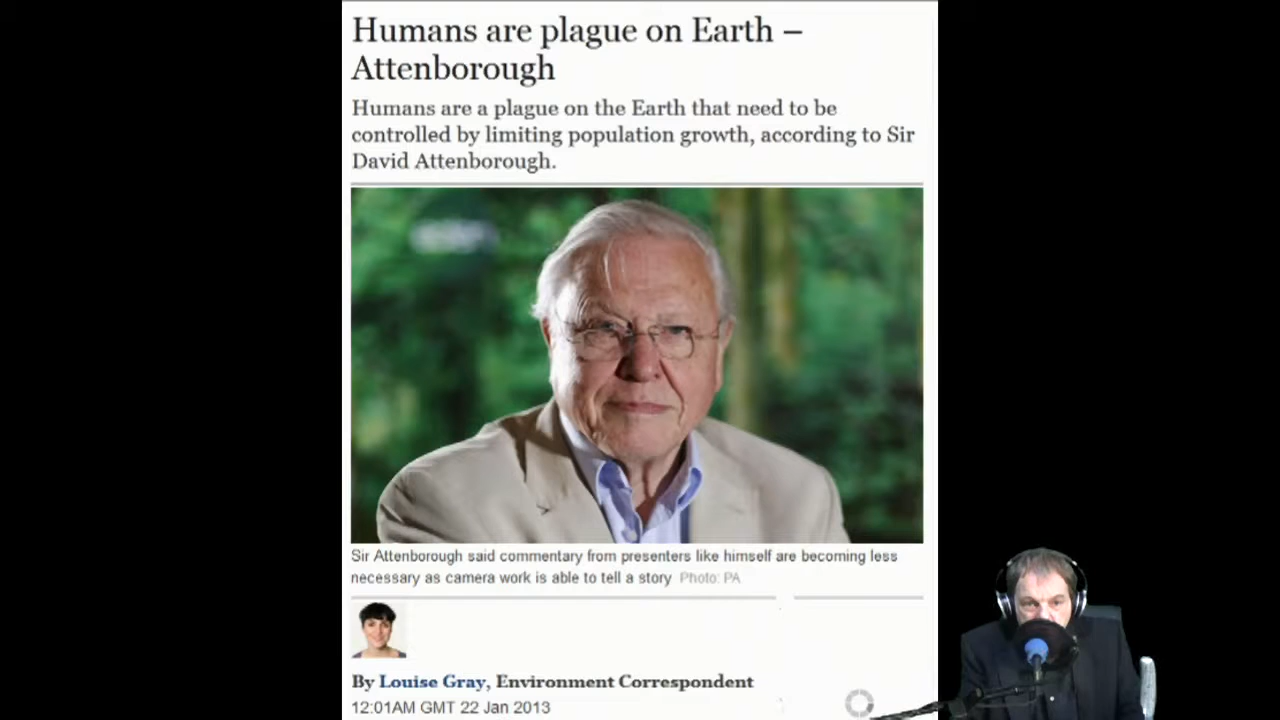 Humans are plague on Earth –
Attenborough
Humans are a plague on the Earth that need to be
controlled by limiting population growth, according to Sir
David Attenborough.
Sir Attenborough said commentary from presenters like himself are becoming less
necessary as camera work is able to tell a story Photo: PA
By Louise Gray, Environment Correspondent
12:01AM GMT 22 Jan 2013